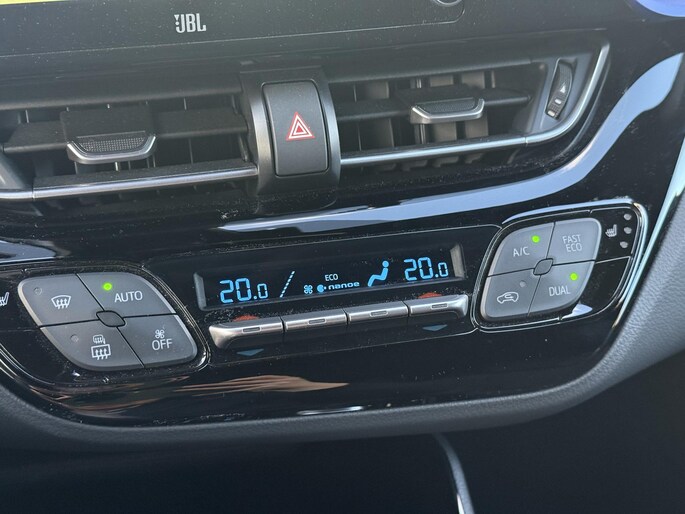 JBL
A/C
FAST
ECO
20.0
ECO
nanoe
20.0
AUTO
DUAL
OFF